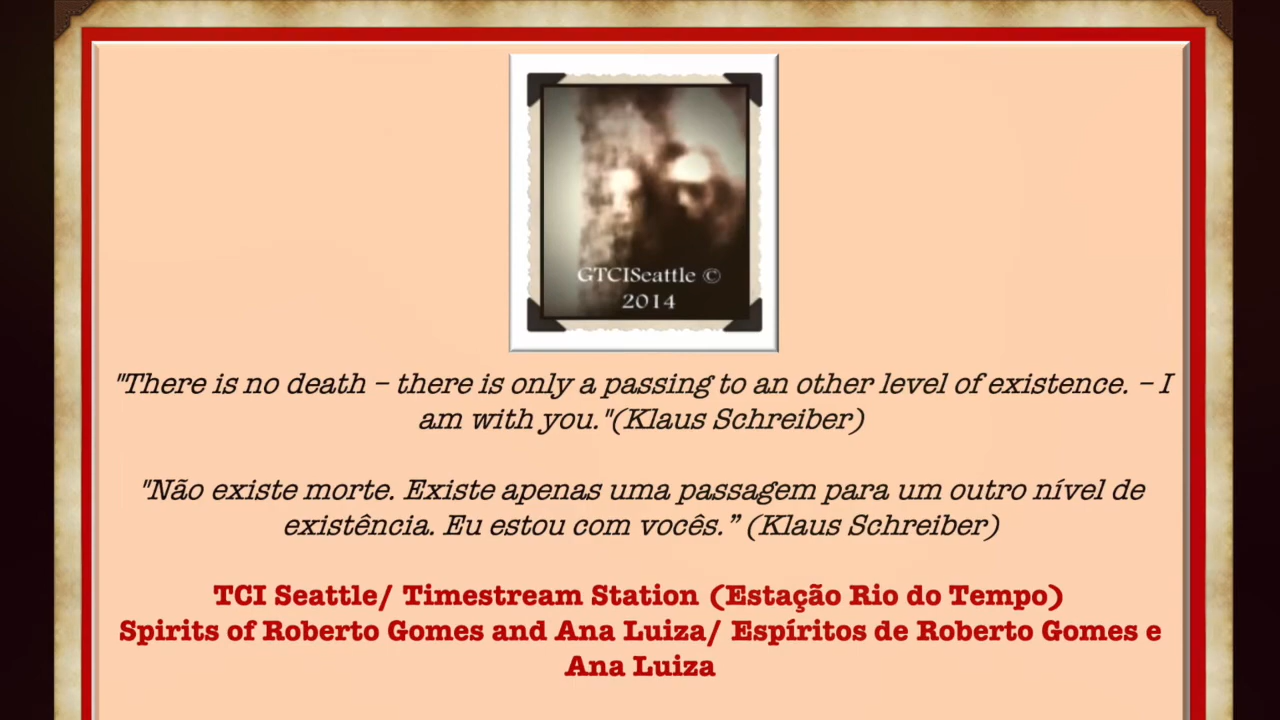 GTCISeattle ©
2014
"There is no death – there is only a passing to an other level of existence. – I
am with you."(Klaus Schreiber)
"Não existe morte. Existe apenas uma passagem para um outro nível de
existência. Eu estou com vocês.” (Klaus Schreiber)
TCI Seattle/ Timestream Station (Estação Rio do Tempo)
Spirits of Roberto Gomes and Ana Luiza/ Espíritos de Roberto Gomes e
Ana Luiza